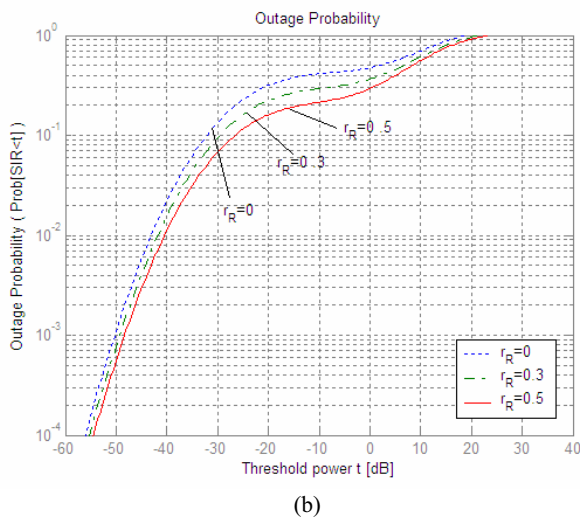 Outage Probability
Outage Probability ( Prob[SIR<t]
10^0
10^-1
10^-2
10^-3
10^-4
r_R=0 .5
r_R=0 .3
r_R=0
r_R=0
r_R=0.3
r_R=0.5
-60 -50 -40 -30 -20 -10 0 10 20 30 40
Threshold power t [dB]
(b)